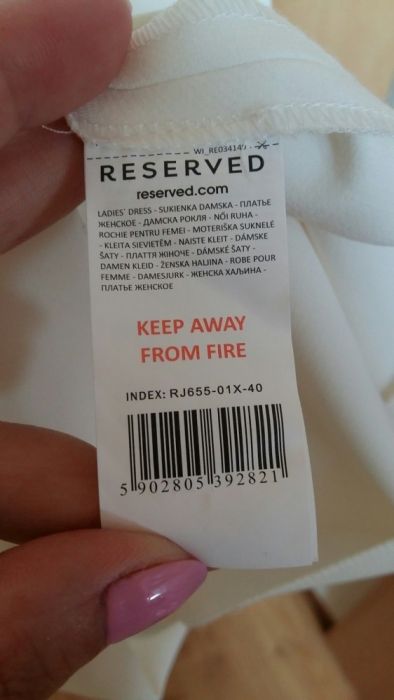 WI_RE034149
RESERVED
reserved.com
LADIES' DRESS - SUKIENKA DAMSKA - ПЛАТЬЕ
ЖЕНСКОЕ - ДАМСКА РОКЛЯ - NŐI RUHA -
ROCHIE PENTRU FEMEI - MOTERIŠKA SUKNELĖ
- KLEITA SIEVIETĒM - NAISTE KLEIT - DÁMSKE
ŠATY - ПЛАТТЯ ЖІНОЧЕ - DÁMSKÉ ŠATY -
DAMEN KLEID - ŽENSKA HALJINA - ROBE POUR
FEMME - DAMESJURK - ЖЕНСКА ХАЉИНА -
ПЛАТЬЕ ЖЕНСКОЕ
KEEP AWAY
FROM FIRE
INDEX: RJ655-01X-40
5 902805 392821